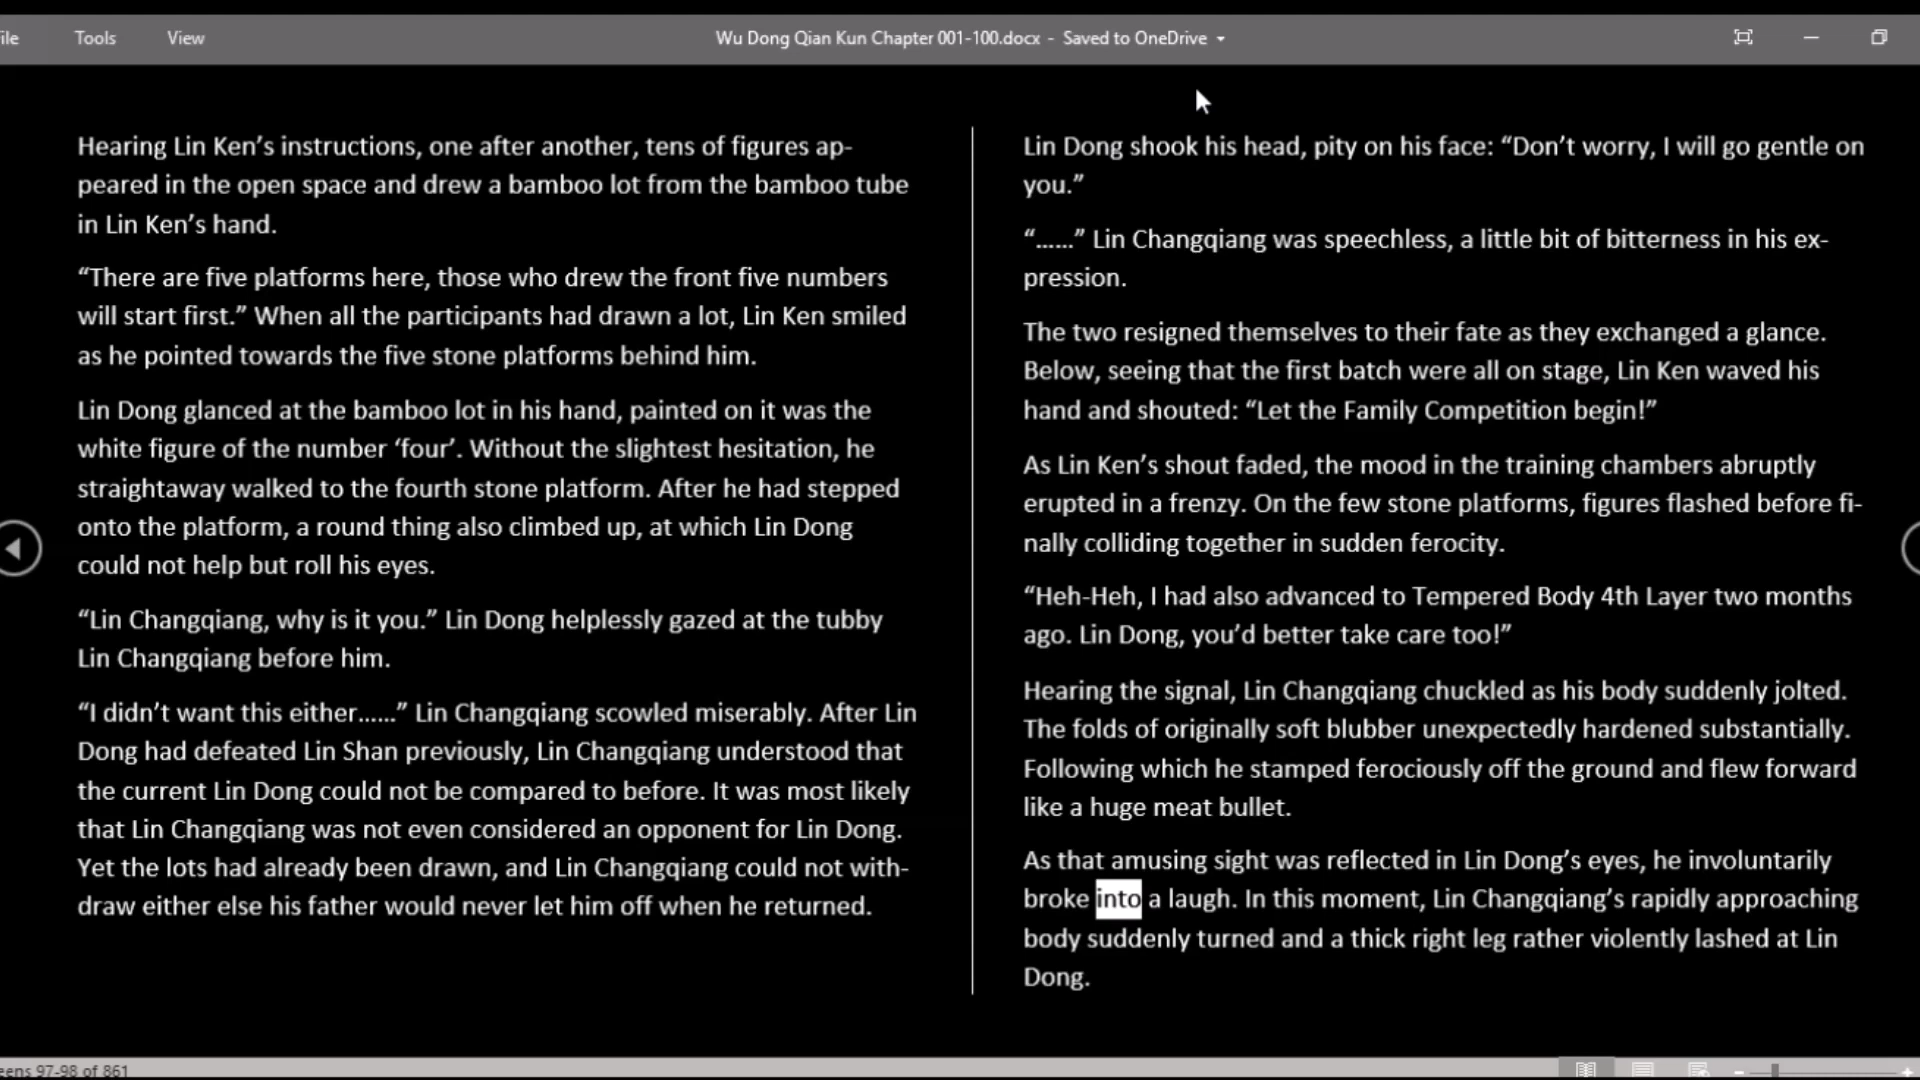 Tools
View
Wu Dong Qian Kun Chapter 001-100.docx - Saved to OneDrive
Hearing Lin Ken’s instructions, one after another, tens of figures ap-
peared in the open space and drew a bamboo lot from the bamboo tube
in Lin Ken’s hand.
“There are five platforms here, those who drew the front five numbers
will start first.” When all the participants had drawn a lot, Lin Ken smiled
as he pointed towards the five stone platforms behind him.
Lin Dong glanced at the bamboo lot in his hand, painted on it was the
white figure of the number ‘four’. Without the slightest hesitation, he
straightaway walked to the fourth stone platform. After he had stepped
onto the platform, a round thing also climbed up, at which Lin Dong
could not help but roll his eyes.
“Lin Changqiang, why is it you.” Lin Dong helplessly gazed at the tubby
Lin Changqiang before him.
“I didn’t want this either......” Lin Changqiang scowled miserably. After Lin
Dong had defeated Lin Shan previously, Lin Changqiang understood that
the current Lin Dong could not be compared to before. It was most likely
that Lin Changqiang was not even considered an opponent for Lin Dong.
Yet the lots had already been drawn, and Lin Changqiang could not with-
draw either else his father would never let him off when he returned.
Lin Dong shook his head, pity on his face: “Don’t worry, I will go gentle on
you.”
“......” Lin Changqiang was speechless, a little bit of bitterness in his ex-
pression.
The two resigned themselves to their fate as they exchanged a glance.
Below, seeing that the first batch were all on stage, Lin Ken waved his
hand and shouted: “Let the Family Competition begin!”
As Lin Ken’s shout faded, the mood in the training chambers abruptly
erupted in a frenzy. On the few stone platforms, figures flashed before fi-
nally colliding together in sudden ferocity.
“Heh-Heh, I had also advanced to Tempered Body 4th Layer two months
ago. Lin Dong, you’d better take care too!”
Hearing the signal, Lin Changqiang chuckled as his body suddenly jolted.
The folds of originally soft blubber unexpectedly hardened substantially.
Following which he stamped ferociously off the ground and flew forward
like a huge meat bullet.
As that amusing sight was reflected in Lin Dong’s eyes, he involuntarily
broke into a laugh. In this moment, Lin Changqiang’s rapidly approaching
body suddenly turned and a thick right leg rather violently lashed at Lin
Dong.
97-98 of 861